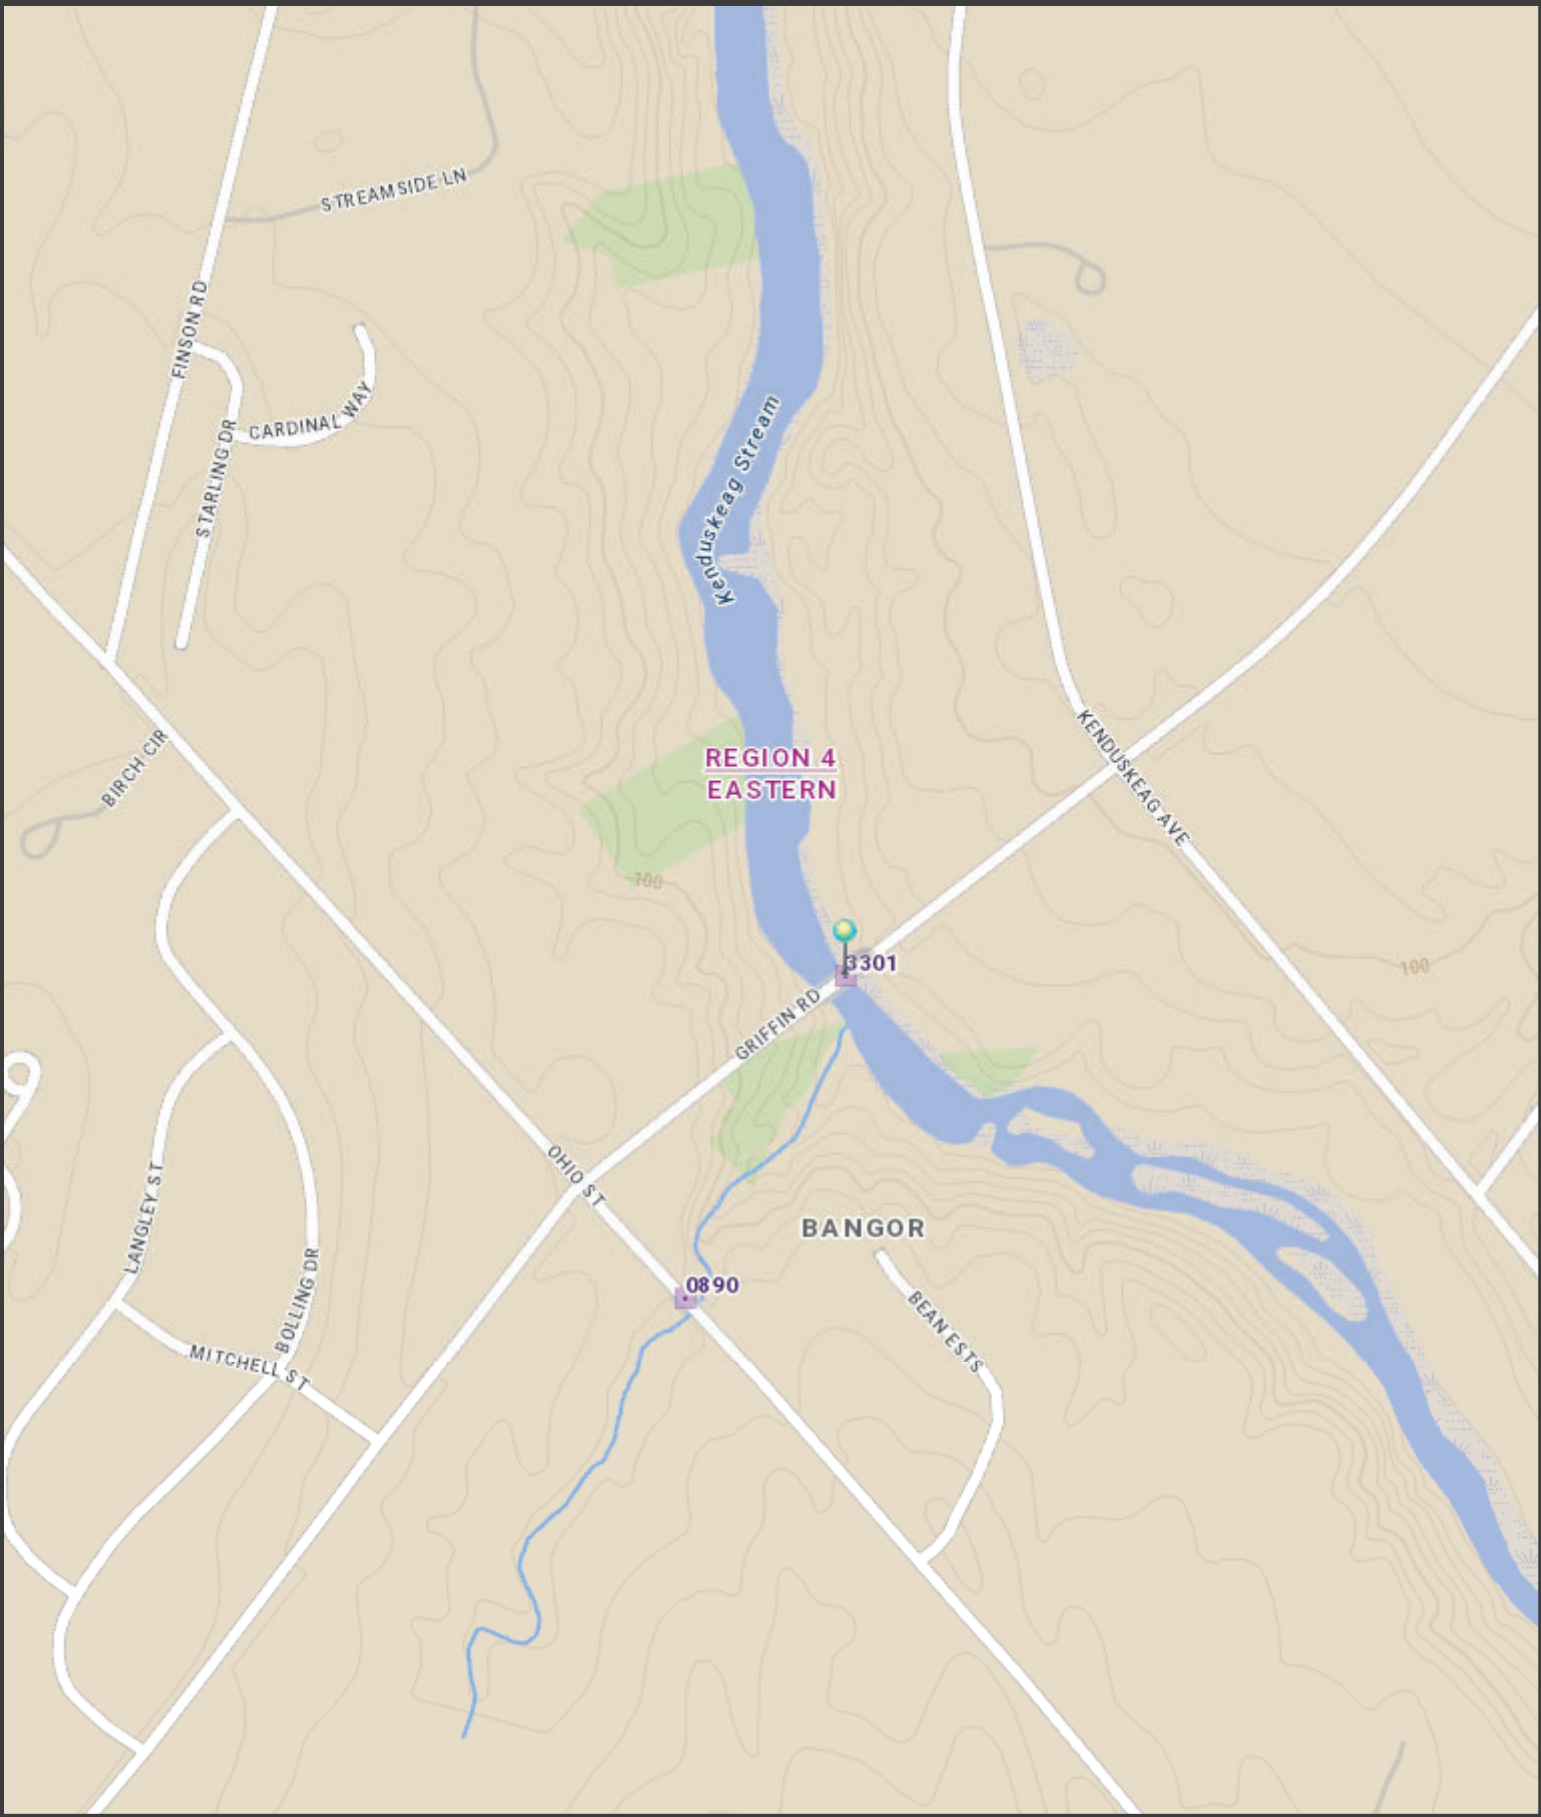 STREAMSIDE LN
FINSON RD
CARDINAL WAY
STARLING DR
Kenduskeag Stream
BIRCH CIR
KENDUSKEAG AVE
REGION 4
EASTERN
100
3301
100
GRIFFIN RD
OHIO ST
LANGLEY ST
BANGOR
BOLLING DR
0890
BEAN ESTS
MITCHELL ST